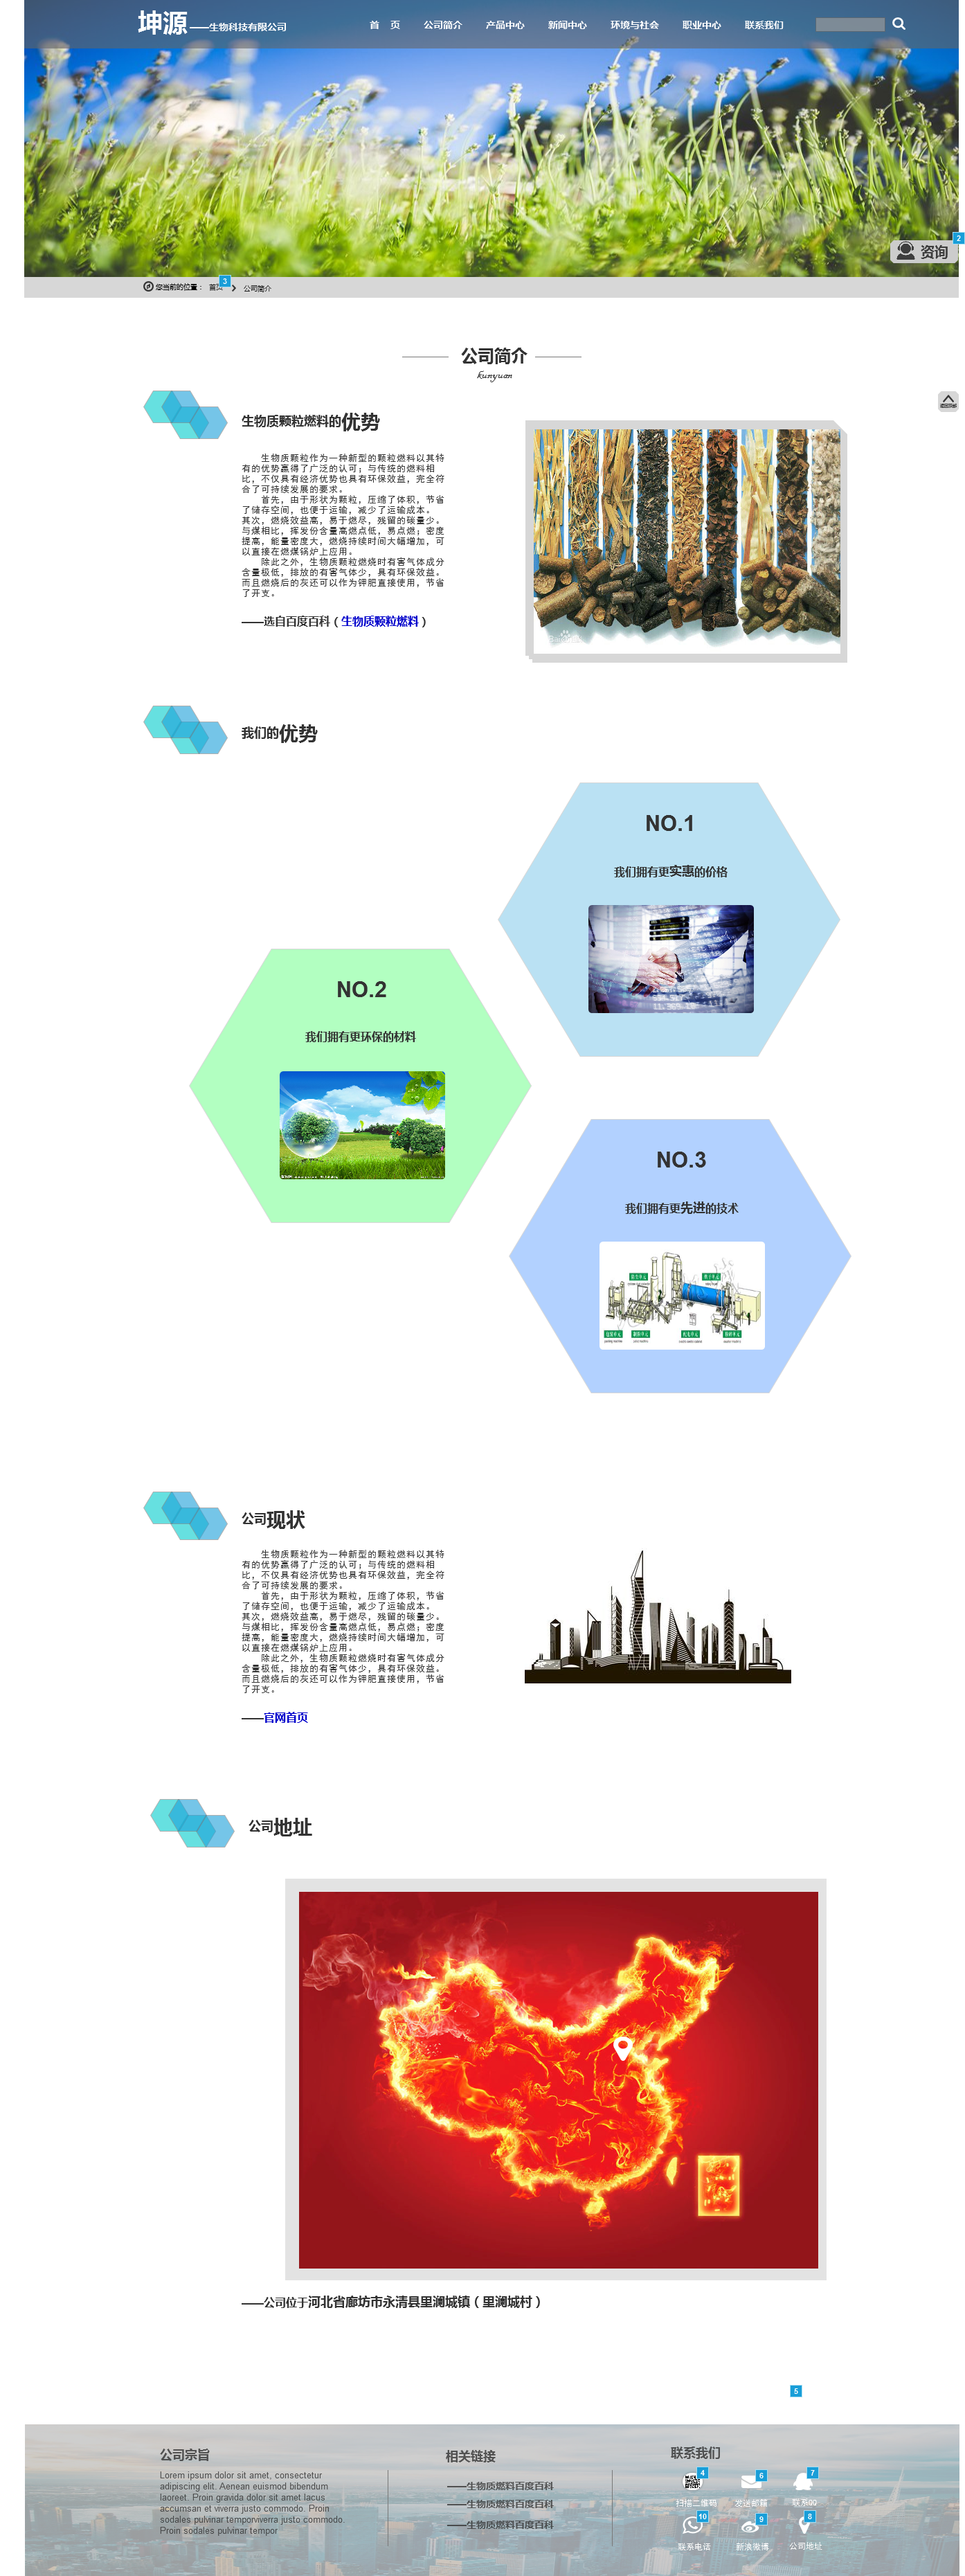 坤源 ——生物科技有限公司
首 页 公司简介 产品中心 新闻中心 环境与社会 职业中心 联系我们
资询
2
您当前的位置： 首页 公司简介
3
公司简介
kunyuan
生物质颗粒燃料的优势
生物质颗粒作为一种新型的颗粒燃料以其特
有的优势赢得了广泛的认可；与传统的燃料相
比，不仅具有经济优势也具有环保效益，完全符
合了可持续发展的要求。
首先，由于形状为颗粒，压缩了体积，节省
了储存空间，也便于运输，减少了运输成本。
其次，燃烧效益高，易于燃尽，残留的碳量少。
与煤相比，挥发份含量高燃点低，易点燃；密度
提高，能量密度大，燃烧持续时间大幅增加，可
以直接在燃煤锅炉上应用。
除此之外，生物质颗粒燃烧时有害气体成分
含量极低，排放的有害气体少，具有环保效益。
而且燃烧后的灰还可以作为钾肥直接使用，节省
了开支。
——选自百度百科（生物质颗粒燃料）
我们的优势
NO.1
我们拥有更实惠的价格
NO.2
我们拥有更环保的材料
NO.3
我们拥有更先进的技术
公司现状
生物质颗粒作为一种新型的颗粒燃料以其特
有的优势赢得了广泛的认可；与传统的燃料相
比，不仅具有经济优势也具有环保效益，完全符
合了可持续发展的要求。
首先，由于形状为颗粒，压缩了体积，节省
了储存空间，也便于运输，减少了运输成本。
其次，燃烧效益高，易于燃尽，残留的碳量少。
与煤相比，挥发份含量高燃点低，易点燃；密度
提高，能量密度大，燃烧持续时间大幅增加，可
以直接在燃煤锅炉上应用。
除此之外，生物质颗粒燃烧时有害气体成分
含量极低，排放的有害气体少，具有环保效益。
而且燃烧后的灰还可以作为钾肥直接使用，节省
了开支。
——官网首页
公司地址
——公司位于河北省廊坊市永清县里澜城镇（里澜城村）
5
公司宗旨
Lorem ipsum dolor sit amet, consectetur
adipiscing elit. Aenean euismod bibendum
laoreet. Proin gravida dolor sit amet lacus
accumsan et viverra justo commodo. Proin
sodales pulvinar temporviverra justo commodo.
Proin sodales pulvinar tempor
相关链接
——生物质燃料百度百科
——生物质燃料百度百科
——生物质燃料百度百科
联系我们
4 6 7
扫描二维码 发送邮箱 联系QQ
10 9 8
联系电话 新浪微博 公司地址